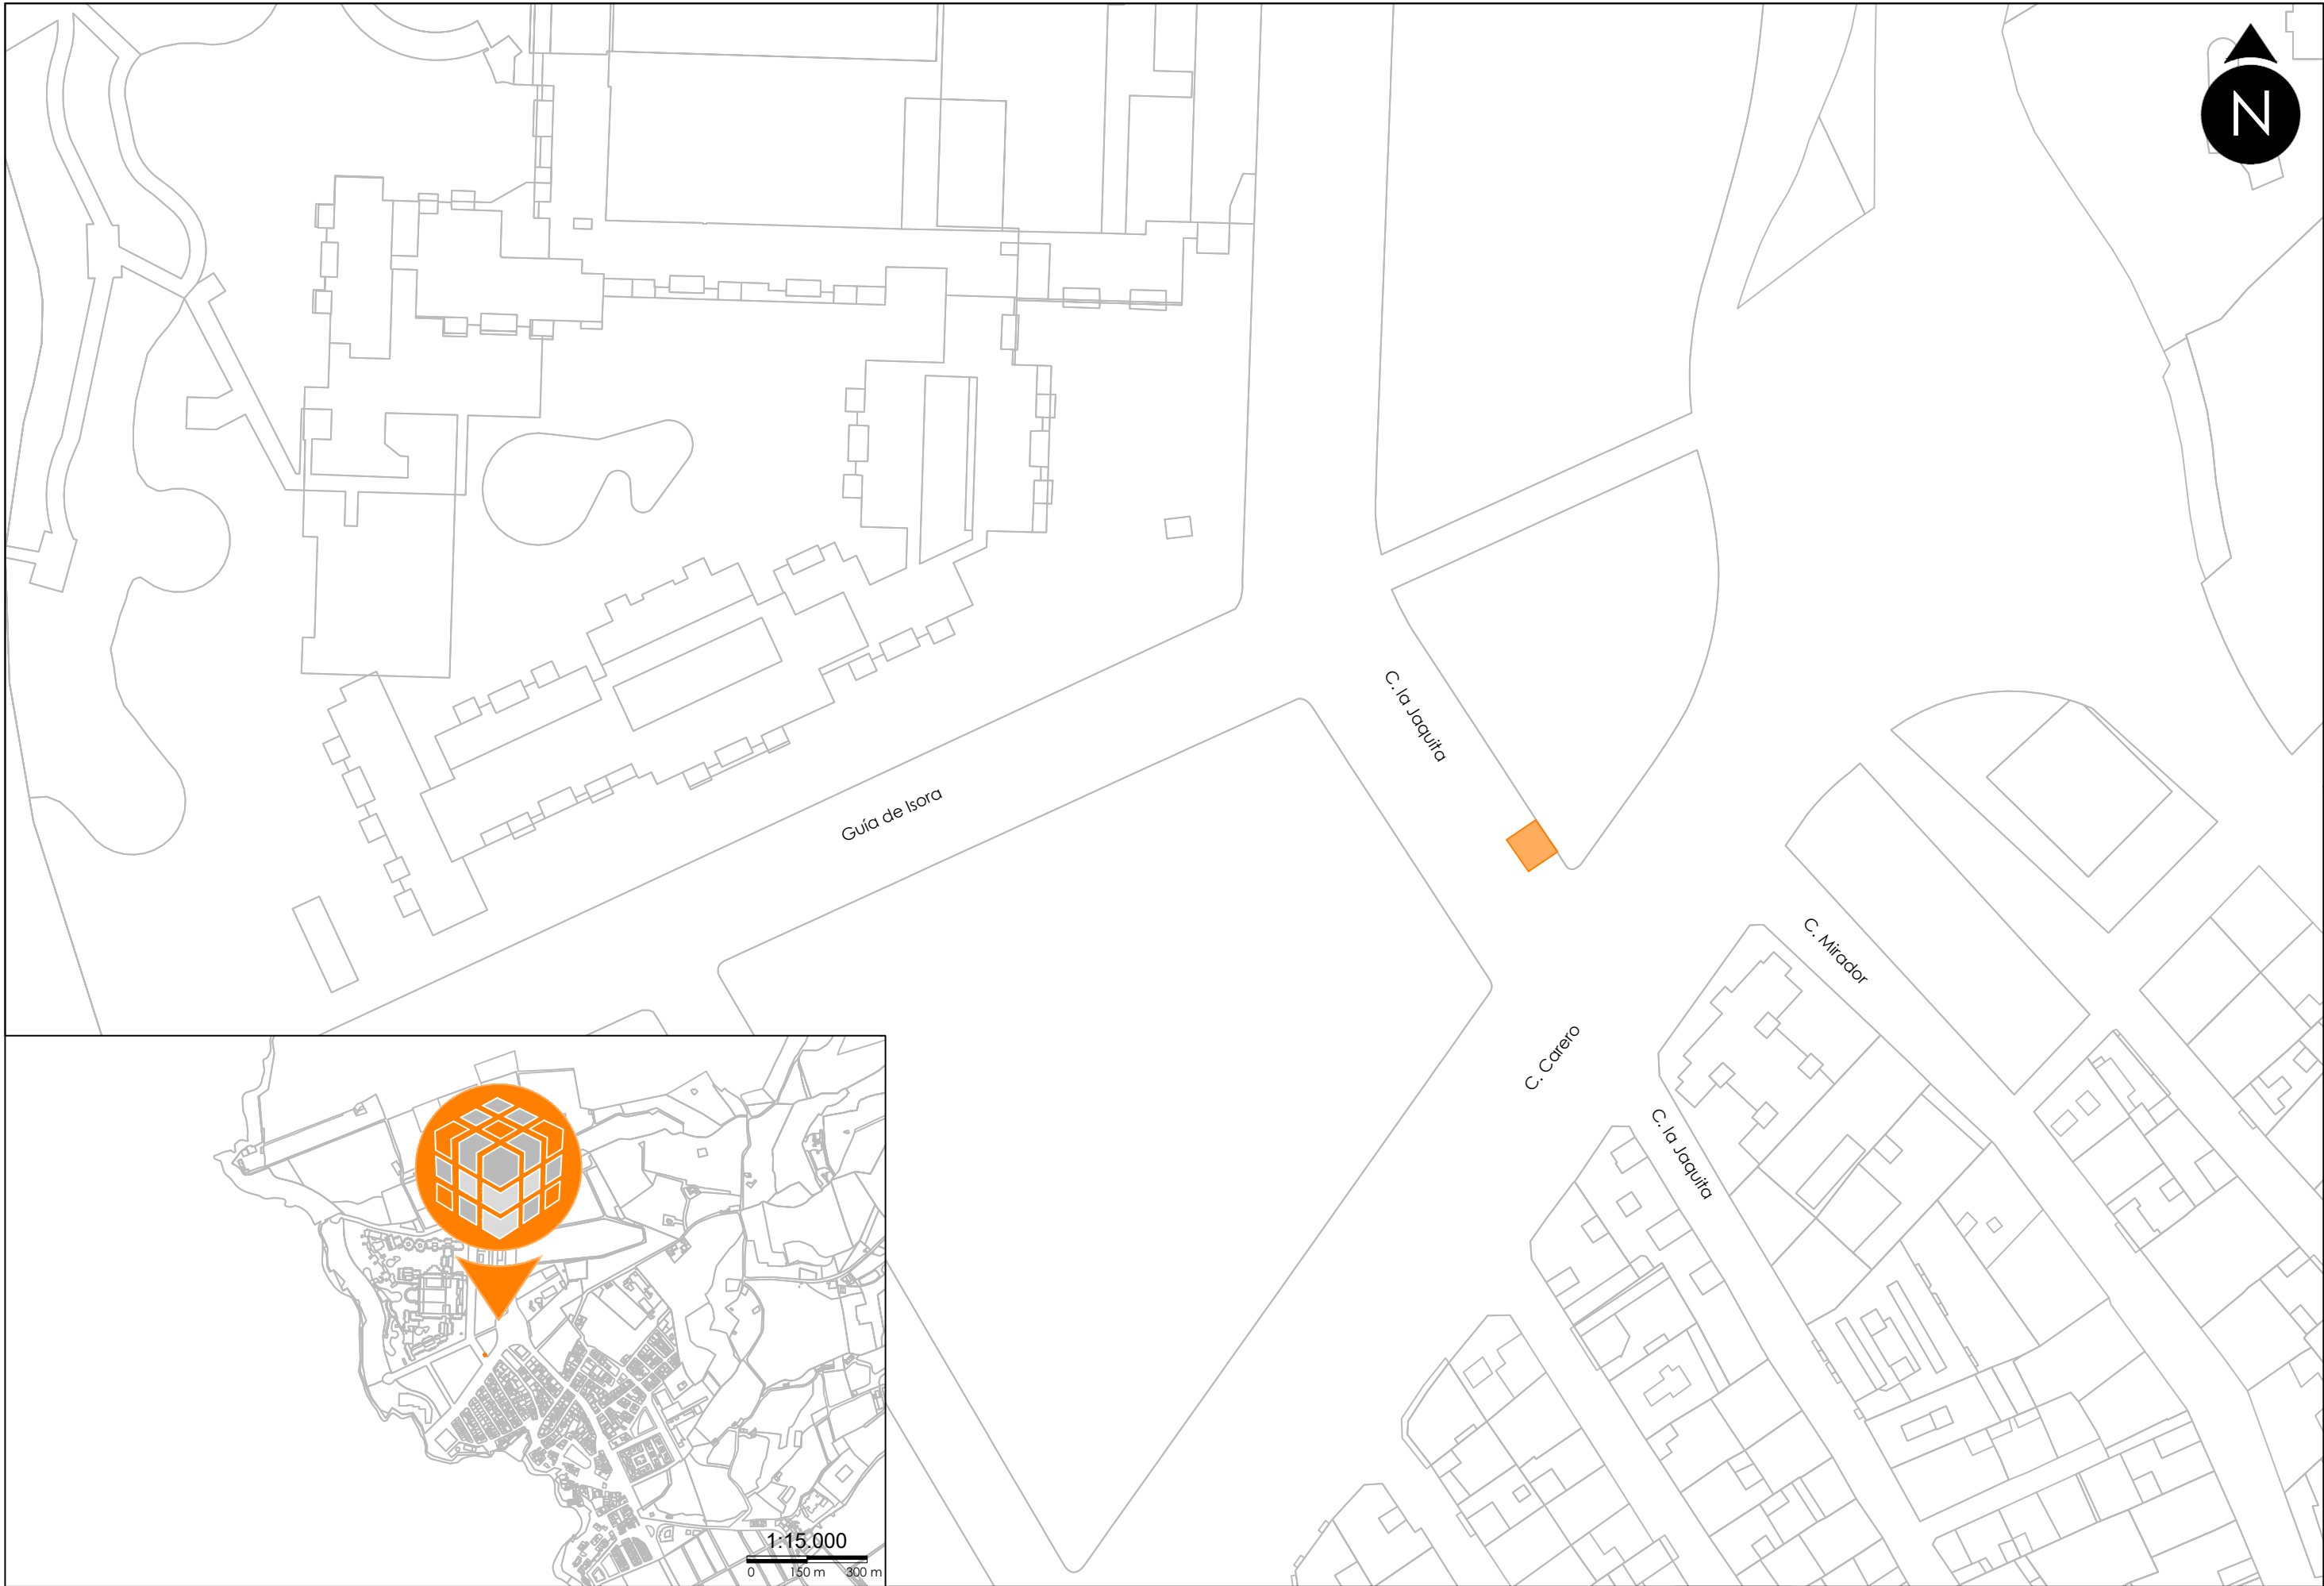 N
C. la Jaquita
Guía de Isora
C. Mirador
C. Carero
C. la Jaquita
1:15.000
0 150 m 300 m